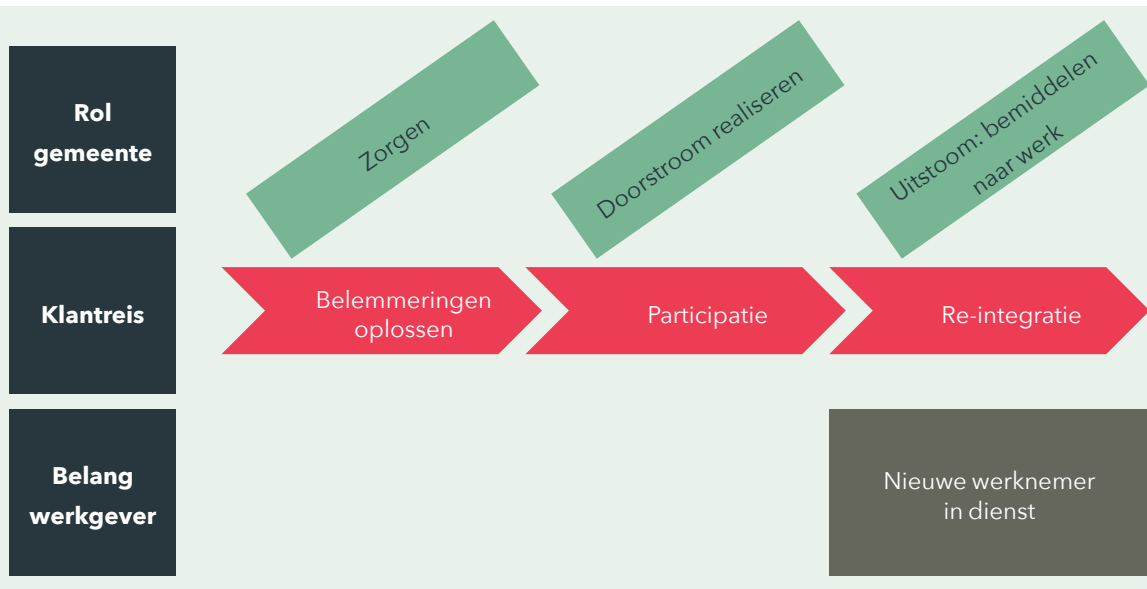 Rol
gemeente
Zorgen
Doorstroom realiseren
Uitstoom: bemiddelen
naar werk
Klantreis
Belemmeringen
oplossen
Participatie
Re-integratie
Belang
werkgever
Nieuwe werknemer
in dienst